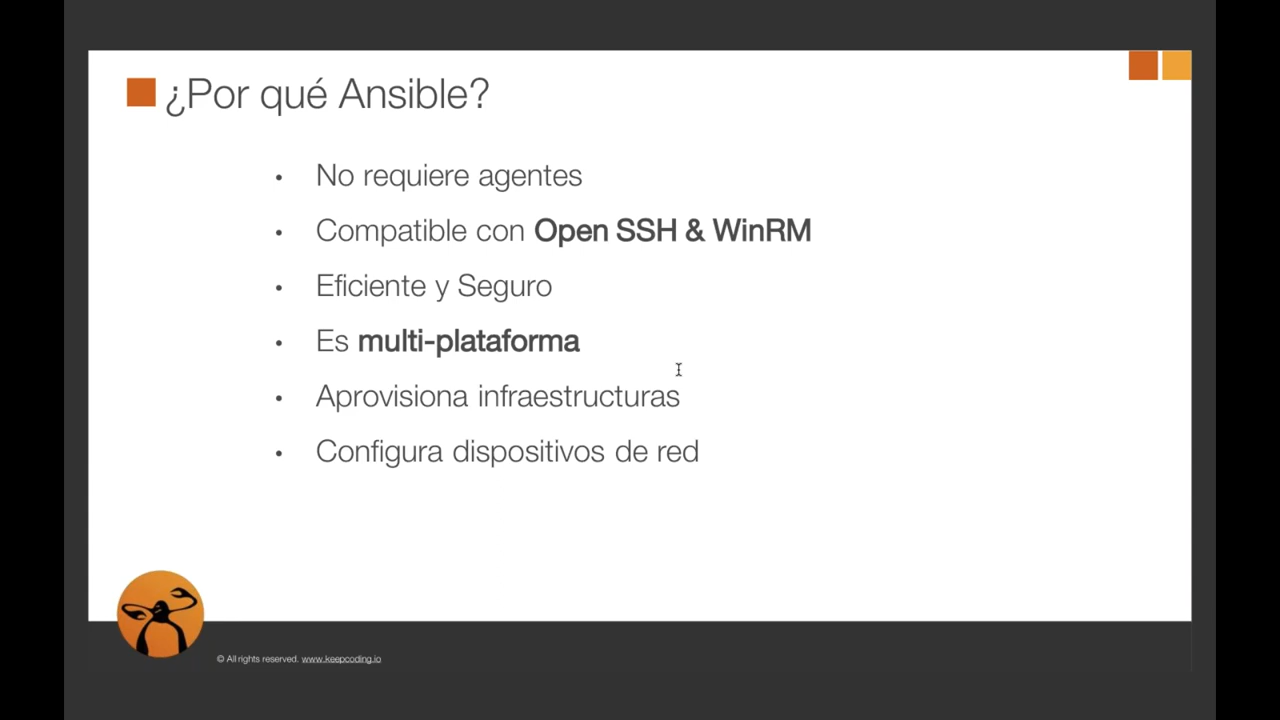 ¿Por qué Ansible?
• No requiere agentes
• Compatible con Open SSH & WinRM
• Eficiente y Seguro
• Es multi-plataforma
• Aprovisiona infraestructuras
• Configura dispositivos de red
© All rights reserved. www.keepcoding.io